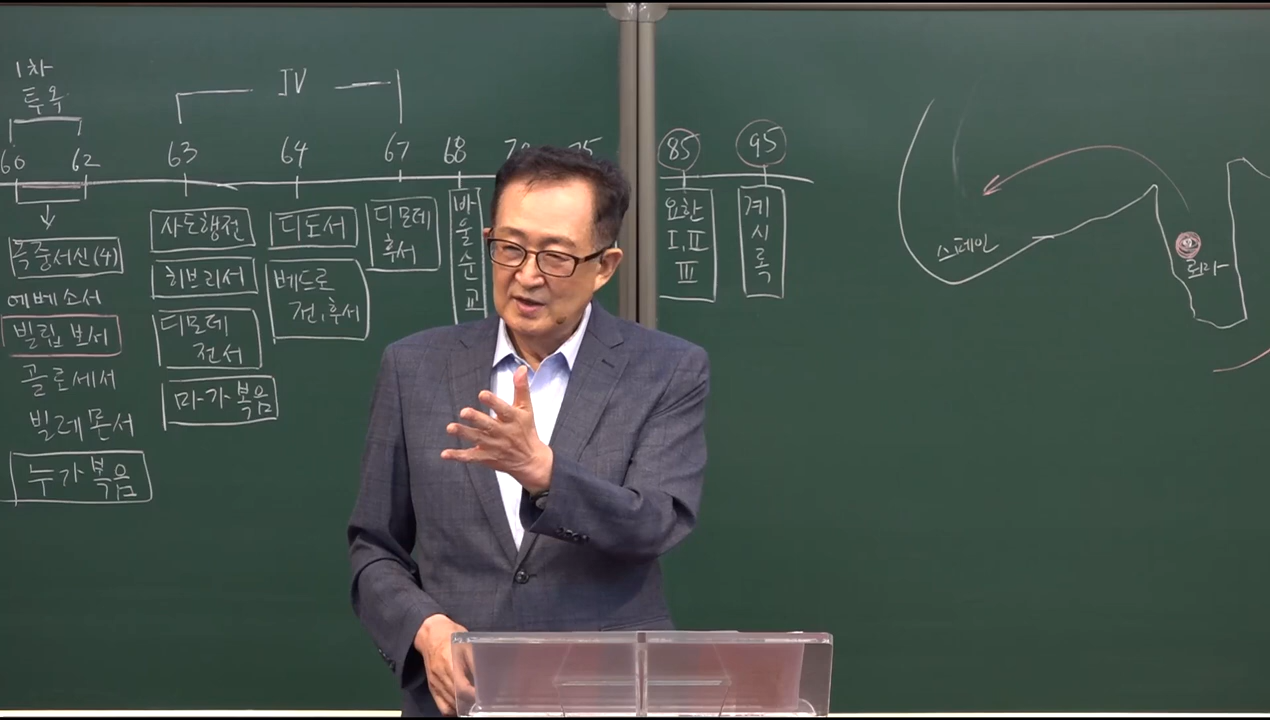 1차
투옥
IV
60 62 63 64 67 68 70 75 85 95
옥중서신(4)
에베소서
빌립보서
골로세서
빌레몬서
누가복음
사도행전
히브리서
디모데
전서
마가복음
디도서
베드로
전,후서
디모데
후서
바
울
순
교
요한
I, II
III
계
시
록
스페인
로마